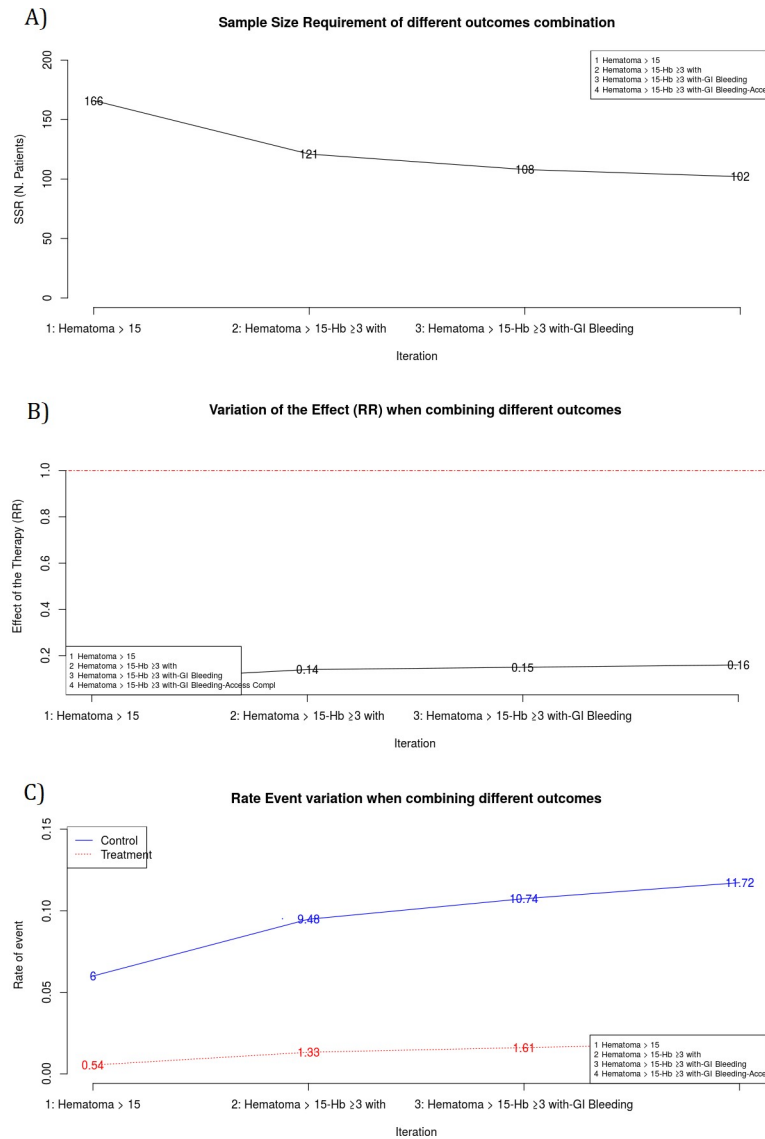 A)
Sample Size Requirement of different outcomes combination
1 Hematoma > 15
2 Hematoma > 15-Hb ≥3 with
3 Hematoma > 15-Hb ≥3 with-GI Bleeding
4 Hematoma > 15-Hb ≥3 with-GI Bleeding-Acce
SSR (N. Patients)
200
150
100
50
0
166
121
108
102
1: Hematoma > 15
2: Hematoma > 15-Hb ≥3 with
3: Hematoma > 15-Hb ≥3 with-GI Bleeding
Iteration
B)
Variation of the Effect (RR) when combining different outcomes
Effect of the Therapy (RR)
1.0
0.8
0.6
0.4
0.2
1 Hematoma > 15
2 Hematoma > 15-Hb ≥3 with
3 Hematoma > 15-Hb ≥3 with-GI Bleeding
4 Hematoma > 15-Hb ≥3 with-GI Bleeding-Access Compl
0.14
0.15
0.16
1: Hematoma > 15
2: Hematoma > 15-Hb ≥3 with
3: Hematoma > 15-Hb ≥3 with-GI Bleeding
Iteration
C)
Rate Event variation when combining different outcomes
Control
Treatment
Rate of event
0.15
0.10
0.05
0.00
6
9.48
10.74
11.72
0.54
1.33
1.61
1 Hematoma > 15
2 Hematoma > 15-Hb ≥3 with
3 Hematoma > 15-Hb ≥3 with-GI Bleeding
4 Hematoma > 15-Hb ≥3 with-GI Bleeding-Acce
1: Hematoma > 15
2: Hematoma > 15-Hb ≥3 with
3: Hematoma > 15-Hb ≥3 with-GI Bleeding
Iteration